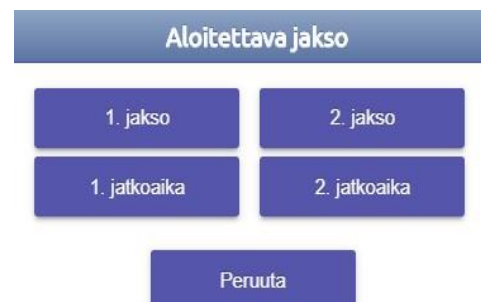 Aloitettava jakso
1. jakso 2. jakso
1. jatkoaika 2. jatkoaika
Peruuta